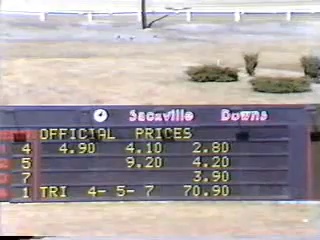 Sackville Downs
OFFICIAL PRICES
4 4.90 4.10 2.80
5 9.20 4.20
7 3.90
1 TRI 4- 5- 7 70.90